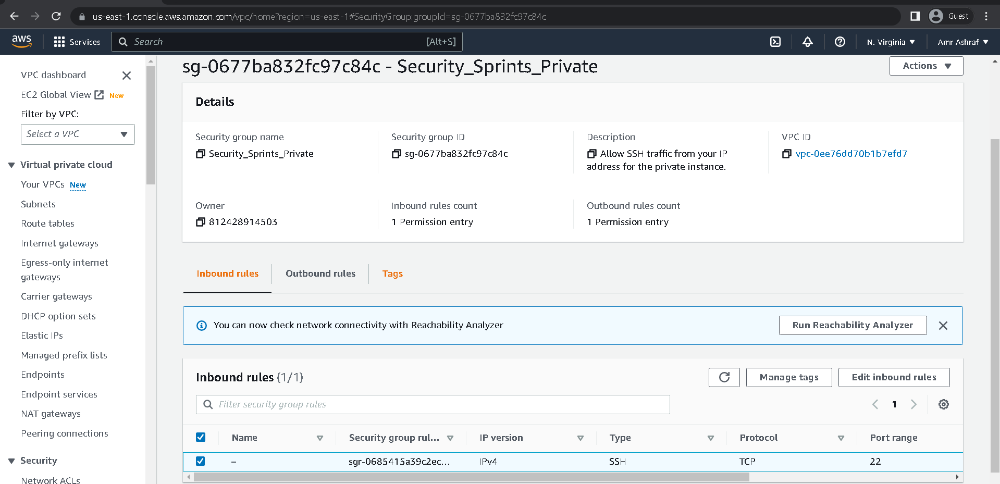 us-east-1.console.aws.amazon.com/vpc/home?region=us-east-1#SecurityGroup:groupId=sg-0677ba832fc97c84c
Guest
aws
Services
Search
[Alt+S]
N. Virginia
Amr Ashraf
VPC dashboard
EC2 Global View New
Filter by VPC:
Select a VPC
Virtual private cloud
Your VPCs New
Subnets
Route tables
Internet gateways
Egress-only internet
gateways
Carrier gateways
DHCP option sets
Elastic IPs
Managed prefix lists
Endpoints
Endpoint services
NAT gateways
Peering connections
Security
Network ACLs
sg-0677ba832fc97c84c - Security_Sprints_Private
Actions
Details
Security group name
Security_Sprints_Private
Security group ID
sg-0677ba832fc97c84c
Description
Allow SSH traffic from your IP
address for the private instance.
VPC ID
vpc-0ee76dd70b1b7efd7
Owner
812428914503
Inbound rules count
1 Permission entry
Outbound rules count
1 Permission entry
Inbound rules
Outbound rules
Tags
You can now check network connectivity with Reachability Analyzer
Run Reachability Analyzer
Inbound rules (1/1)
Manage tags
Edit inbound rules
Filter security group rules
1
Name
Security group rul...
IP version
Type
Protocol
Port range
–
sgr-0685415a39c2ec...
IPv4
SSH
TCP
22